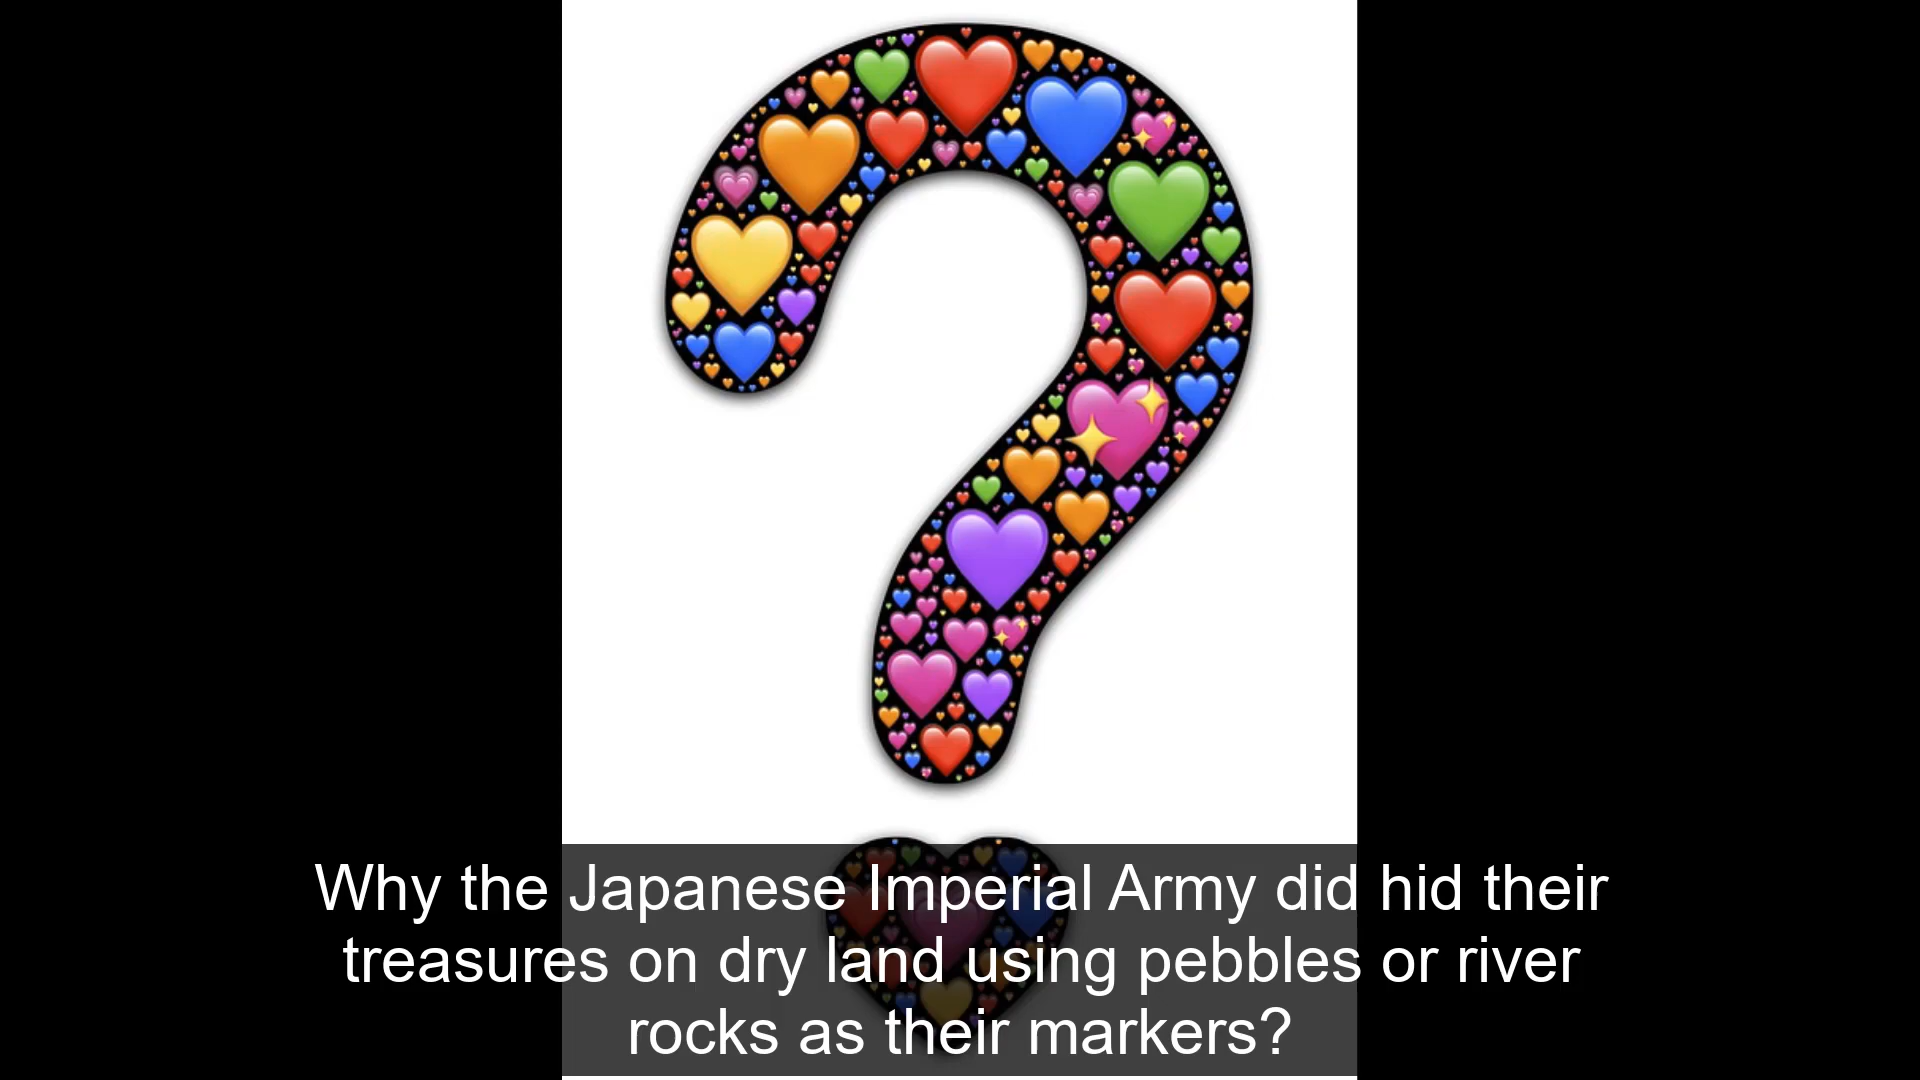 Why the Japanese Imperial Army did hid their
treasures on dry land using pebbles or river
rocks as their markers?